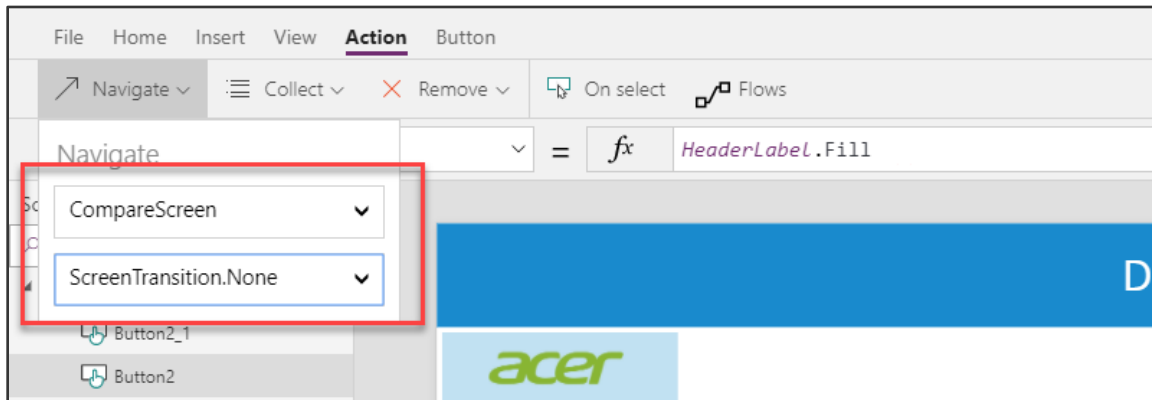 File Home Insert View Action Button
Navigate Collect Remove On select Flows
Navigate
= fx HeaderLabel.Fill
Sc
CompareScreen
ScreenTransition.None
D
Button2_1
acer
Button2